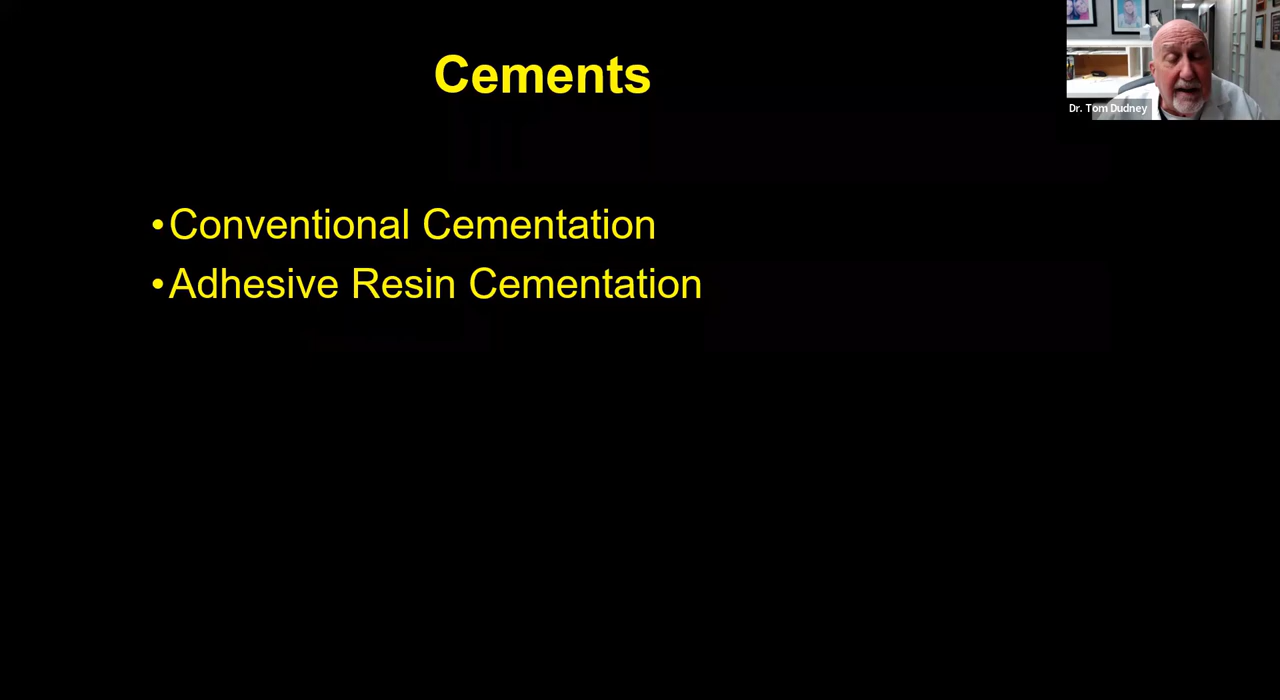 Cements
•Conventional Cementation
•Adhesive Resin Cementation
Dr. Tom Dudney